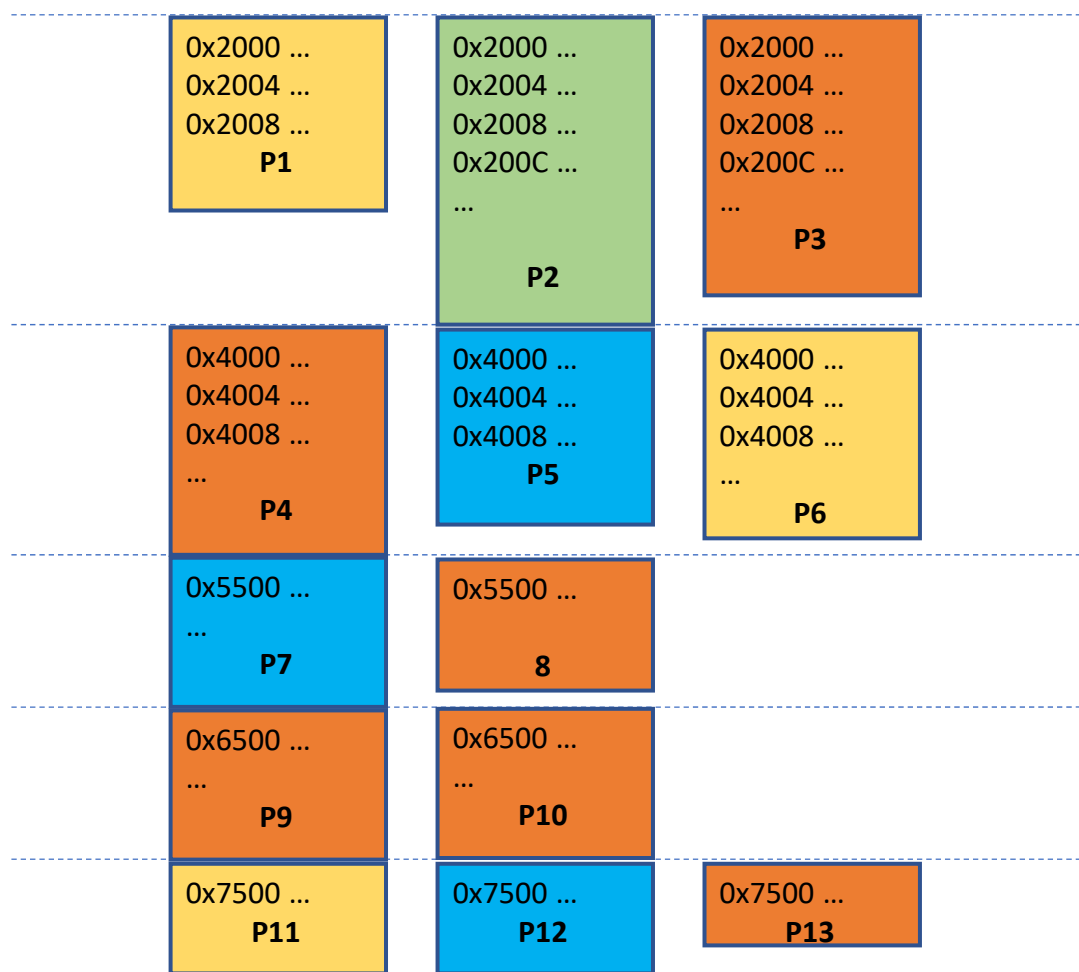 0x2000 ...
0x2004 ...
0x2008 ...
P1
0x2000 ...
0x2004 ...
0x2008 ...
0x200C ...
...
P2
0x2000 ...
0x2004 ...
0x2008 ...
0x200C ...
...
P3
0x4000 ...
0x4004 ...
0x4008 ...
...
P4
0x4000 ...
0x4004 ...
0x4008 ...
P5
0x4000 ...
0x4004 ...
0x4008 ...
...
P6
0x5500 ...
...
P7
0x5500 ...
8
0x6500 ...
...
P9
0x6500 ...
...
P10
0x7500 ...
P11
0x7500 ...
P12
0x7500 ...
P13